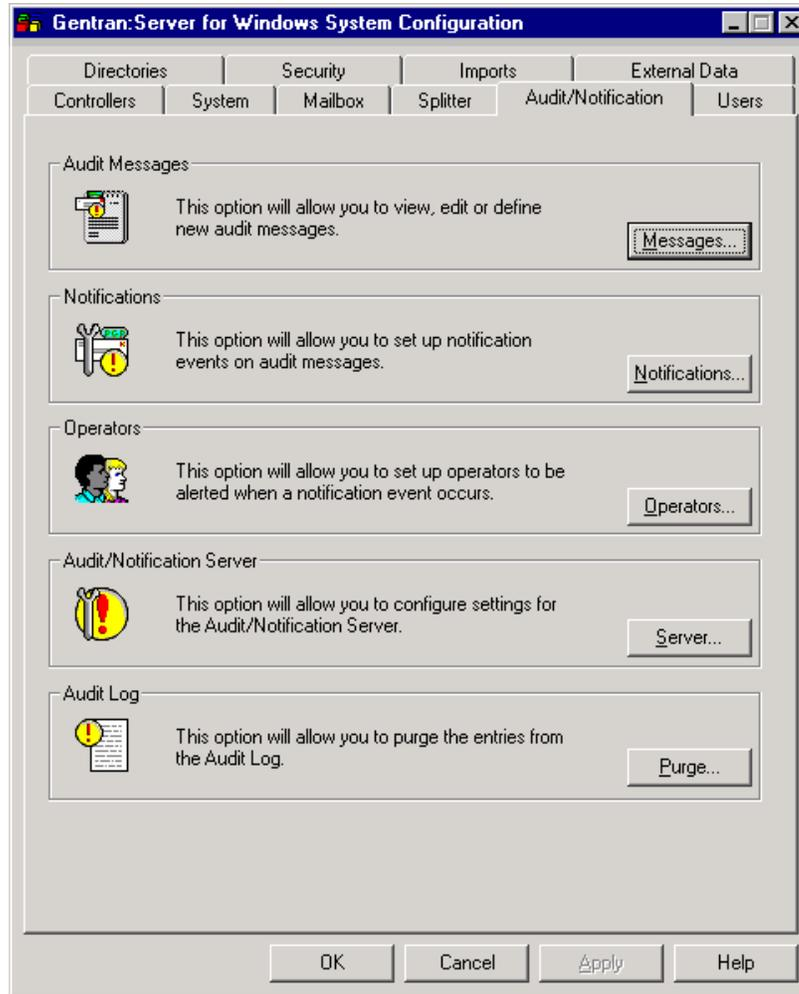 Gentran:Server for Windows System Configuration
Directories
Security
Imports
External Data
Controllers
System
Mailbox
Splitter
Audit/Notification
Users
Audit Messages
This option will allow you to view, edit or define
new audit messages.
Messages...
Notifications
This option will allow you to set up notification
events on audit messages.
Notifications...
Operators
This option will allow you to set up operators to be
alerted when a notification event occurs.
Operators...
Audit/Notification Server
This option will allow you to configure settings for
the Audit/Notification Server.
Server...
Audit Log
This option will allow you to purge the entries from
the Audit Log.
Purge...
OK
Cancel
Apply
Help